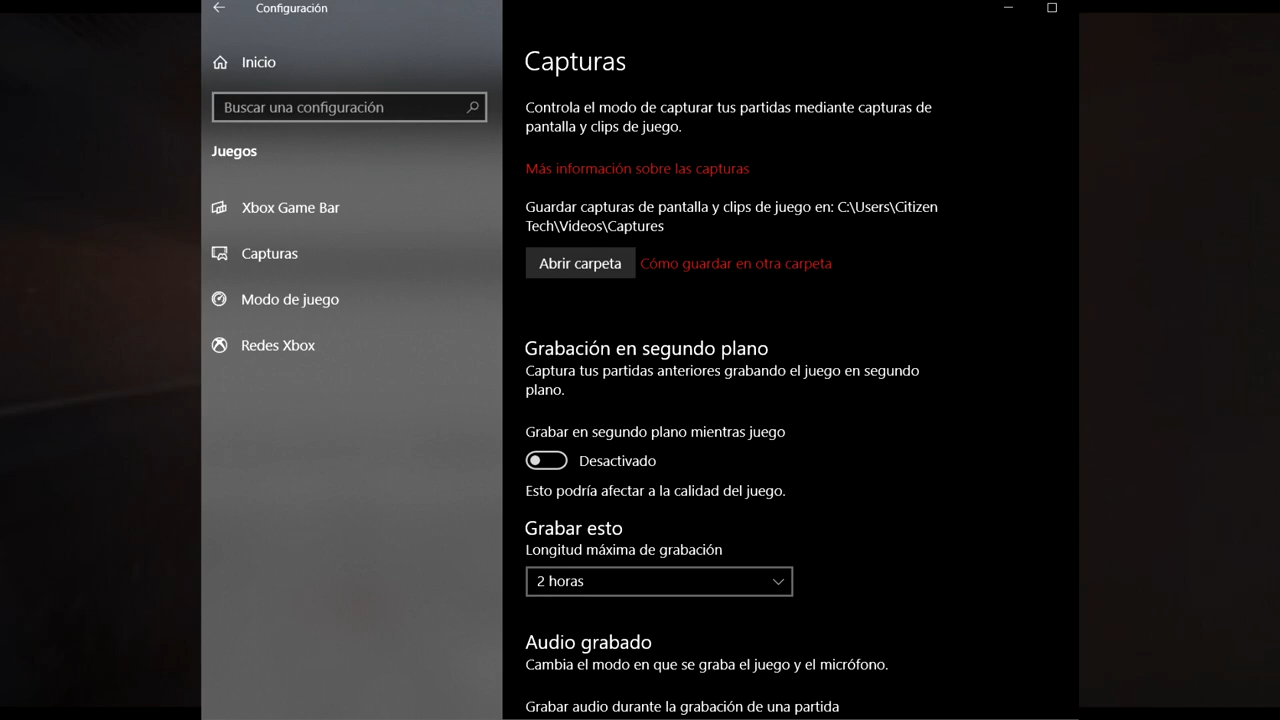 Configuración
Inicio
Buscar una configuración
Juegos
Xbox Game Bar
Capturas
Modo de juego
Redes Xbox
Capturas
Controla el modo de capturar tus partidas mediante capturas de
pantalla y clips de juego.
Más información sobre las capturas
Guardar capturas de pantalla y clips de juego en: C:\Users\Citizen
Tech\Videos\Captures
Abrir carpeta
Cómo guardar en otra carpeta
Grabación en segundo plano
Captura tus partidas anteriores grabando el juego en segundo
plano.
Grabar en segundo plano mientras juego
Desactivado
Esto podría afectar a la calidad del juego.
Grabar esto
Longitud máxima de grabación
2 horas
Audio grabado
Cambia el modo en que se graba el juego y el micrófono.
Grabar audio durante la grabación de una partida